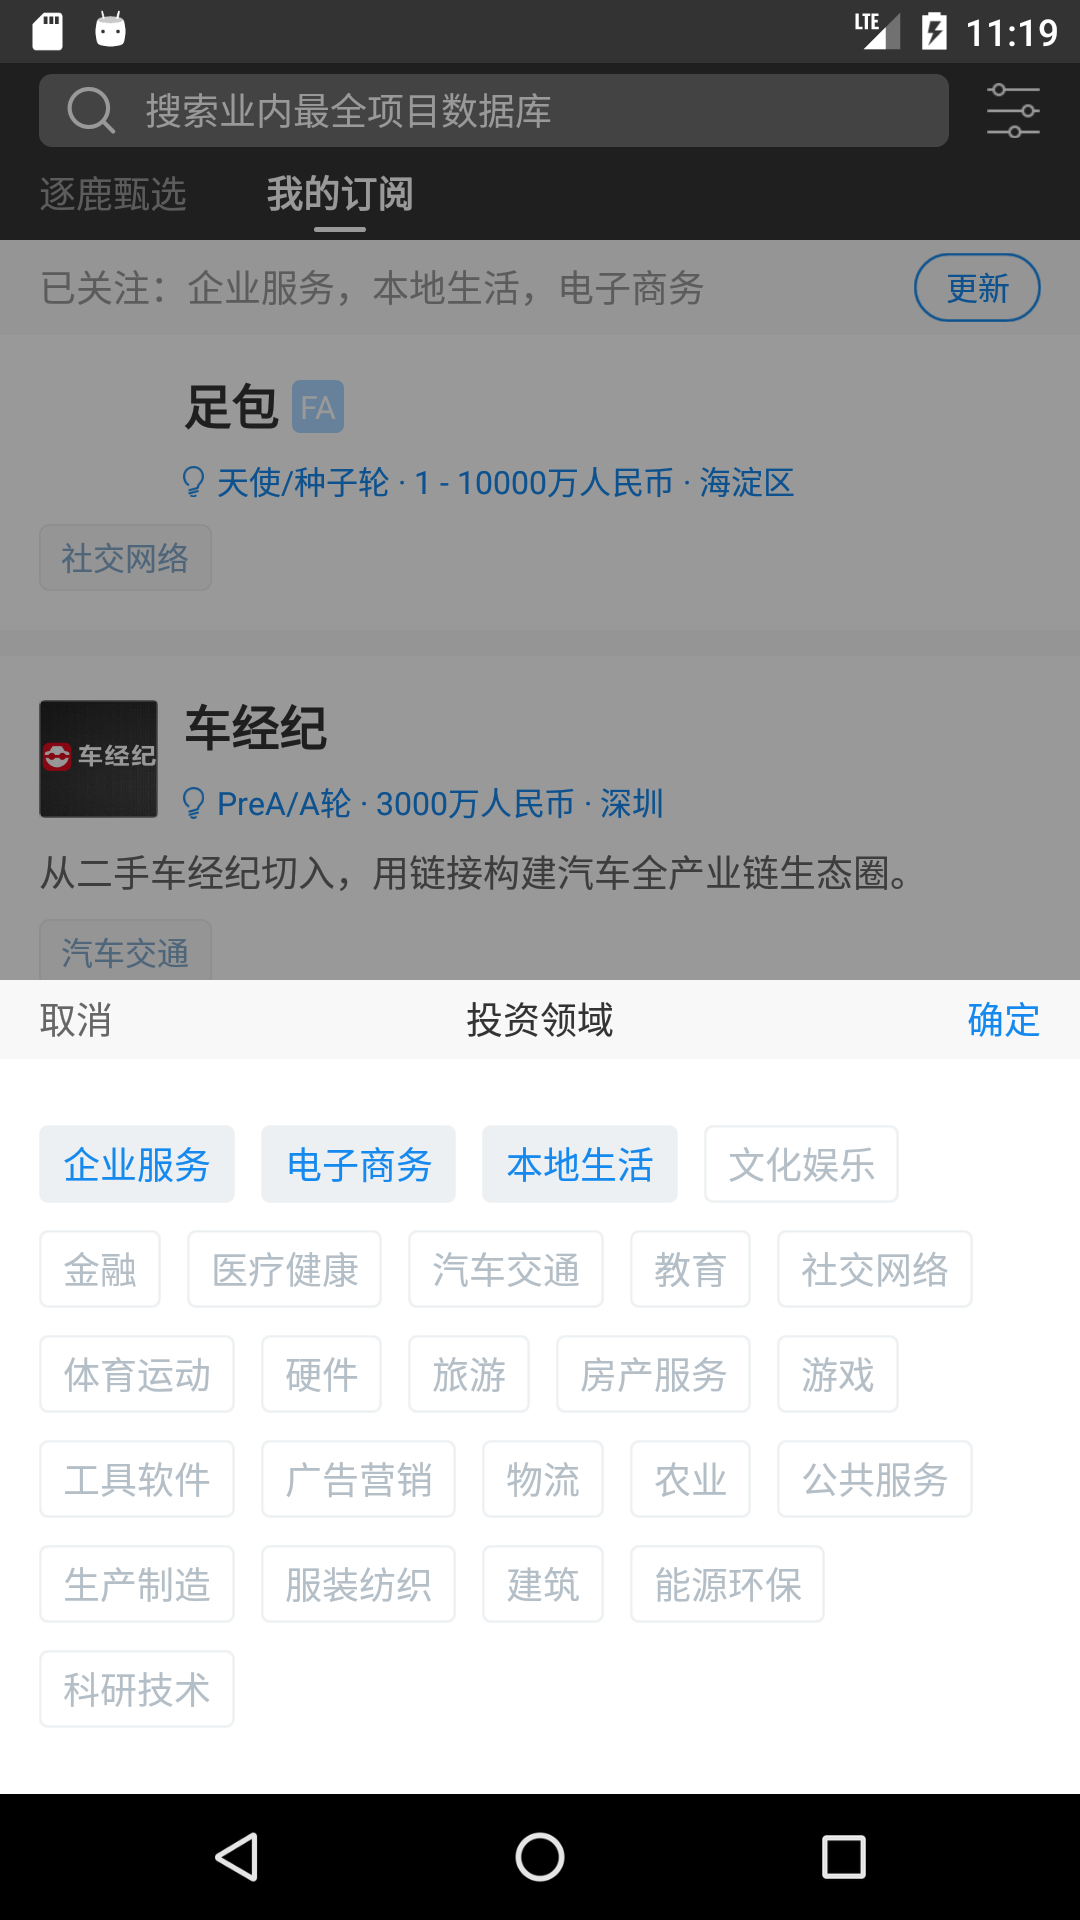 LTE 11:19
搜索业内最全项目数据库
逐鹿甄选 我的订阅
已关注：企业服务，本地生活，电子商务 更新
足包 FA
天使/种子轮 · 1 - 10000万人民币 · 海淀区
社交网络
车经纪
车经纪
PreA/A轮 · 3000万人民币 · 深圳
从二手车经纪切入，用链接构建汽车全产业链生态圈。
汽车交通
取消 投资领域 确定
企业服务 电子商务 本地生活 文化娱乐
金融 医疗健康 汽车交通 教育 社交网络
体育运动 硬件 旅游 房产服务 游戏
工具软件 广告营销 物流 农业 公共服务
生产制造 服装纺织 建筑 能源环保
科研技术